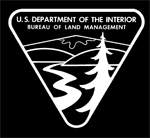 U.S. DEPARTMENT OF THE INTERIOR
BUREAU OF LAND MANAGEMENT